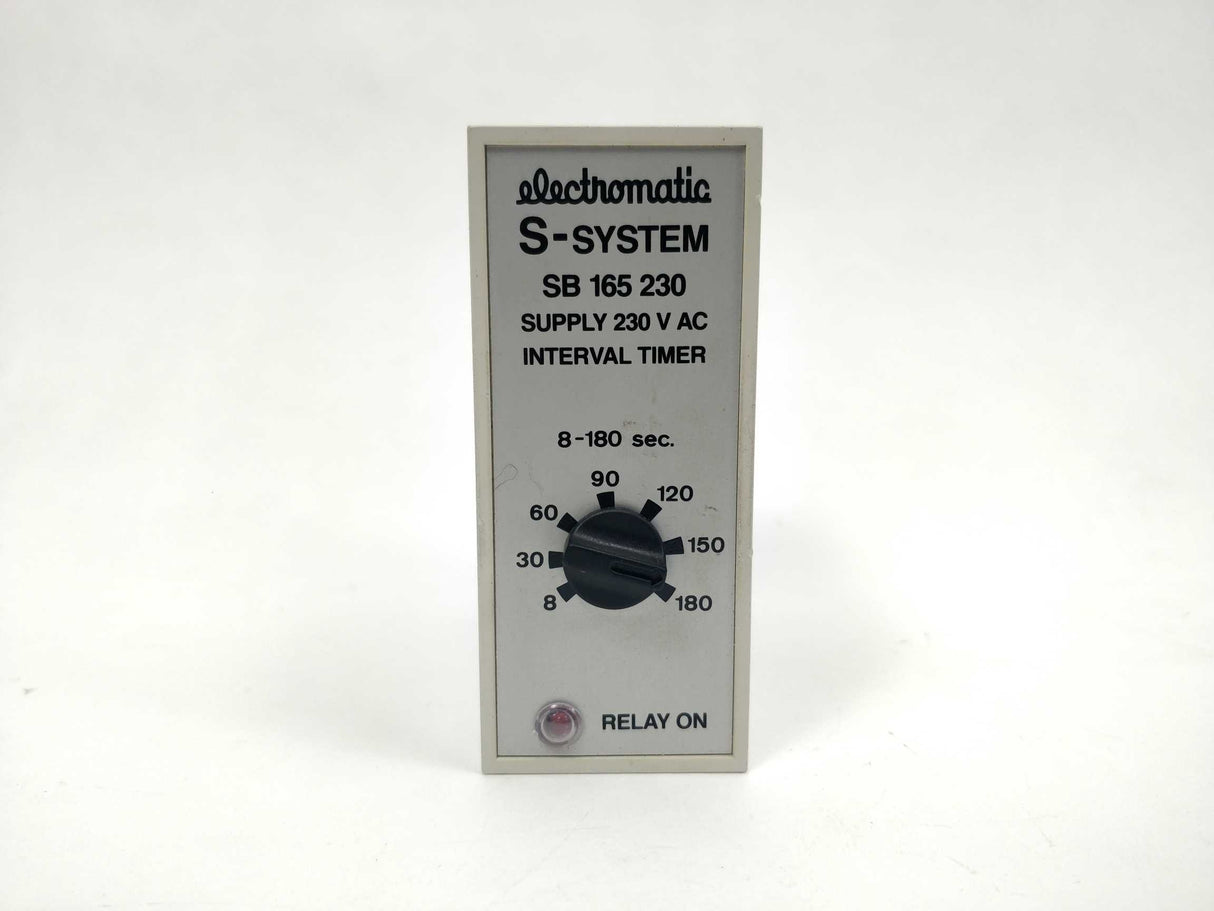 electromatic
S-SYSTEM
SB 165 230
SUPPLY 230 V AC
INTERVAL TIMER
8-180 sec.
90
120
60
150
30
8
180
RELAY ON